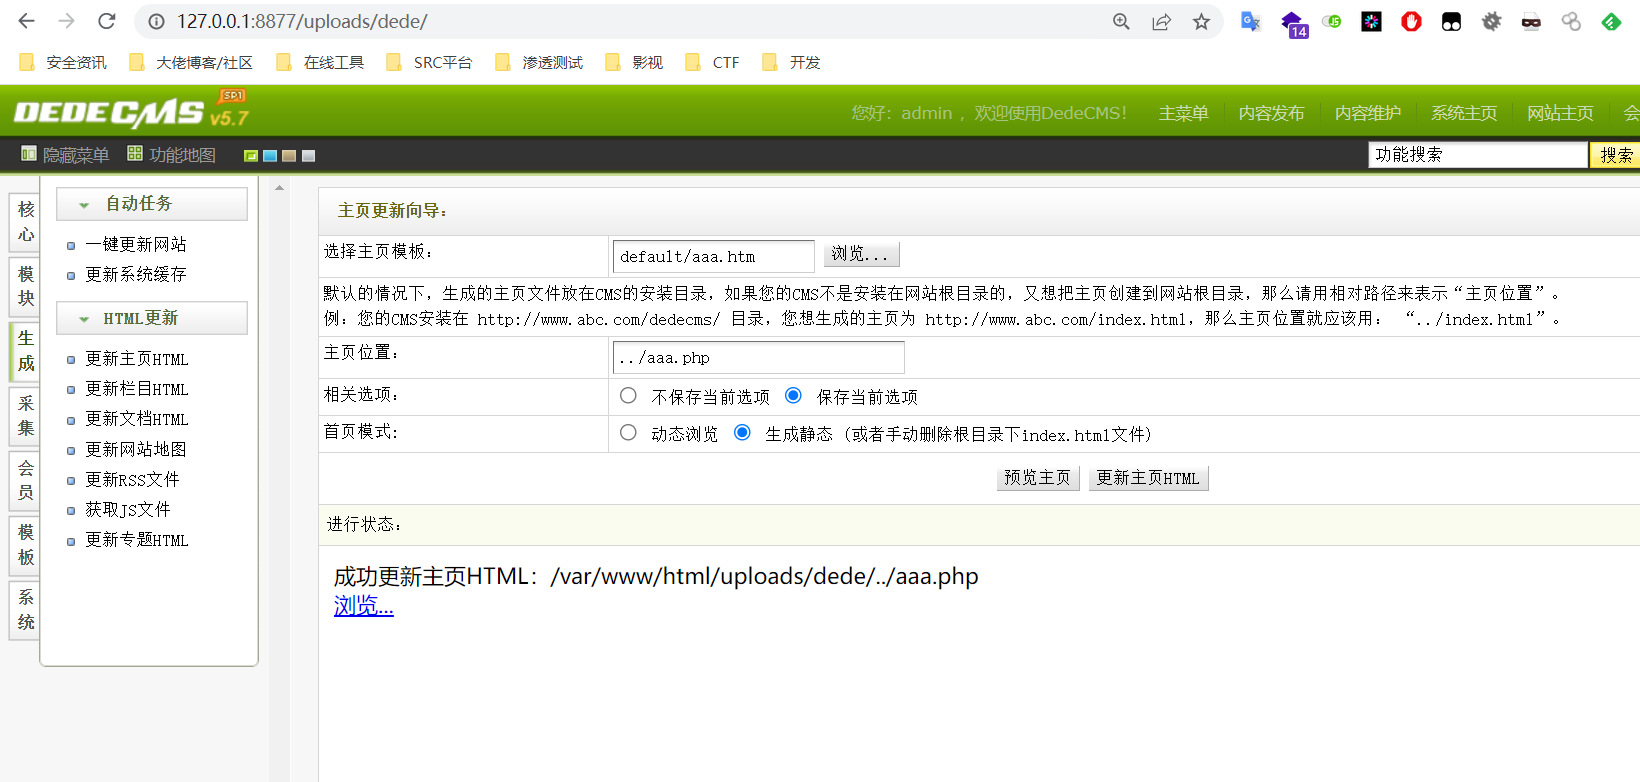 127.0.0.1:8877/uploads/dede/
14
安全资讯 大佬博客/社区 在线工具 SRC平台 渗透测试 影视 CTF 开发
DEDECMS v5.7 SP1
您好：admin ，欢迎使用DedeCMS！ 主菜单 内容发布 内容维护 系统主页 网站主页 会
隐藏菜单 功能地图 功能搜索 搜索
核心
模块
生成
采集
会员
模板
系统
自动任务
一键更新网站
更新系统缓存
HTML更新
更新主页HTML
更新栏目HTML
更新文档HTML
更新网站地图
更新RSS文件
获取JS文件
更新专题HTML
主页更新向导：
选择主页模板： default/aaa.htm 浏览...
默认的情况下，生成的主页文件放在CMS的安装目录，如果您的CMS不是安装在网站根目录的，又想把主页创建到网站根目录，那么请用相对路径来表示“主页位置”。
例：您的CMS安装在 http://www.abc.com/dedecms/ 目录，您想生成的主页为 http://www.abc.com/index.html，那么主页位置就应该用： “../index.html”。
主页位置： ../aaa.php
相关选项： 不保存当前选项 保存当前选项
首页模式: 动态浏览 生成静态 (或者手动删除根目录下index.html文件)
预览主页 更新主页HTML
进行状态：
成功更新主页HTML：/var/www/html/uploads/dede/../aaa.php
浏览...